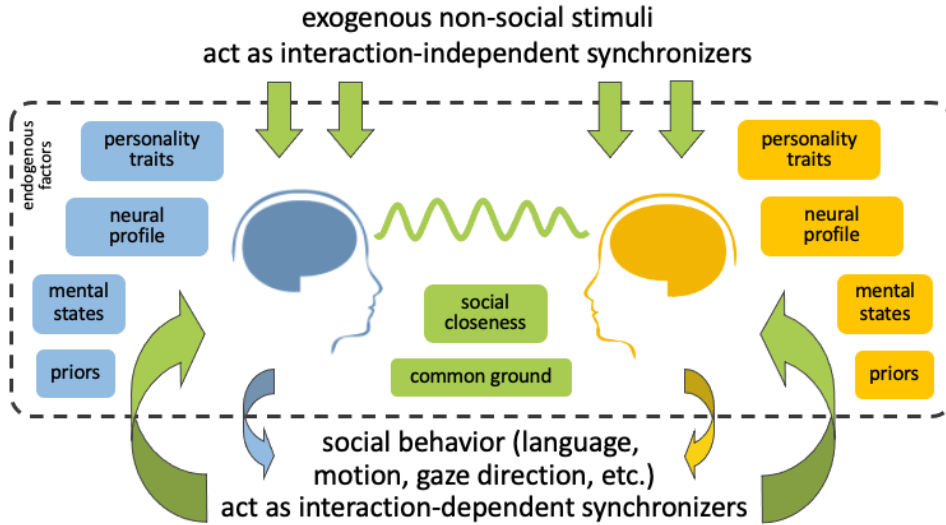 exogenous non-social stimuli
act as interaction-independent synchronizers
endogenous
factors
personality
traits
neural
profile
mental
states
priors
social
closeness
common ground
personality
traits
neural
profile
mental
states
priors
social behavior (language,
motion, gaze direction, etc.)
act as interaction-dependent synchronizers